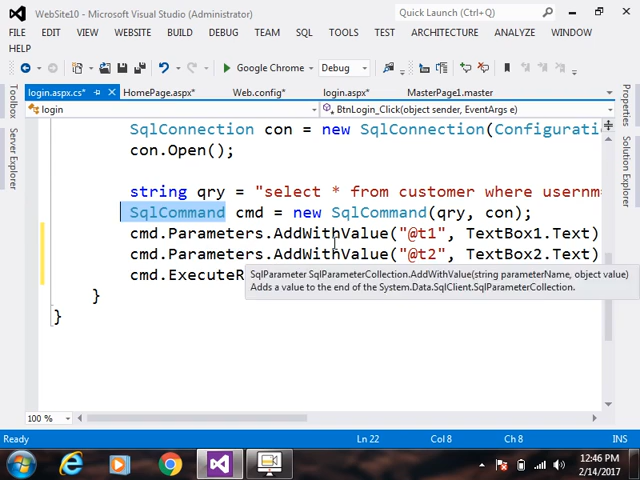 WebSite10 - Microsoft Visual Studio (Administrator)
Quick Launch (Ctrl+Q)
FILE EDIT VIEW WEBSITE BUILD DEBUG TEAM SQL TOOLS TEST ARCHITECTURE ANALYZE WINDOW
HELP
Google Chrome Debug
login.aspx.cs* HomePage.aspx Web.config* login.aspx* MasterPage1.master
login BtnLogin_Click(object sender, EventArgs e)
Toolbox
Server Explorer
Properties
Solution Explorer
SqlConnection con = new SqlConnection(Configuratio
con.Open();
string qry = "select * from customer where usernm
SqlCommand cmd = new SqlCommand(qry, con);
cmd.Parameters.AddWithValue("@t1", TextBox1.Text)
cmd.Parameters.AddWithValue("@t2", TextBox2.Text)
cmd.ExecuteR
SqlParameter SqlParameterCollection.AddWithValue(string parameterName, object value)
Adds a value to the end of the System.Data.SqlClient.SqlParameterCollection.
}
}
100 %
Ready Ln 22 Col 8 Ch 8 INS
12:46 PM
2/14/2017